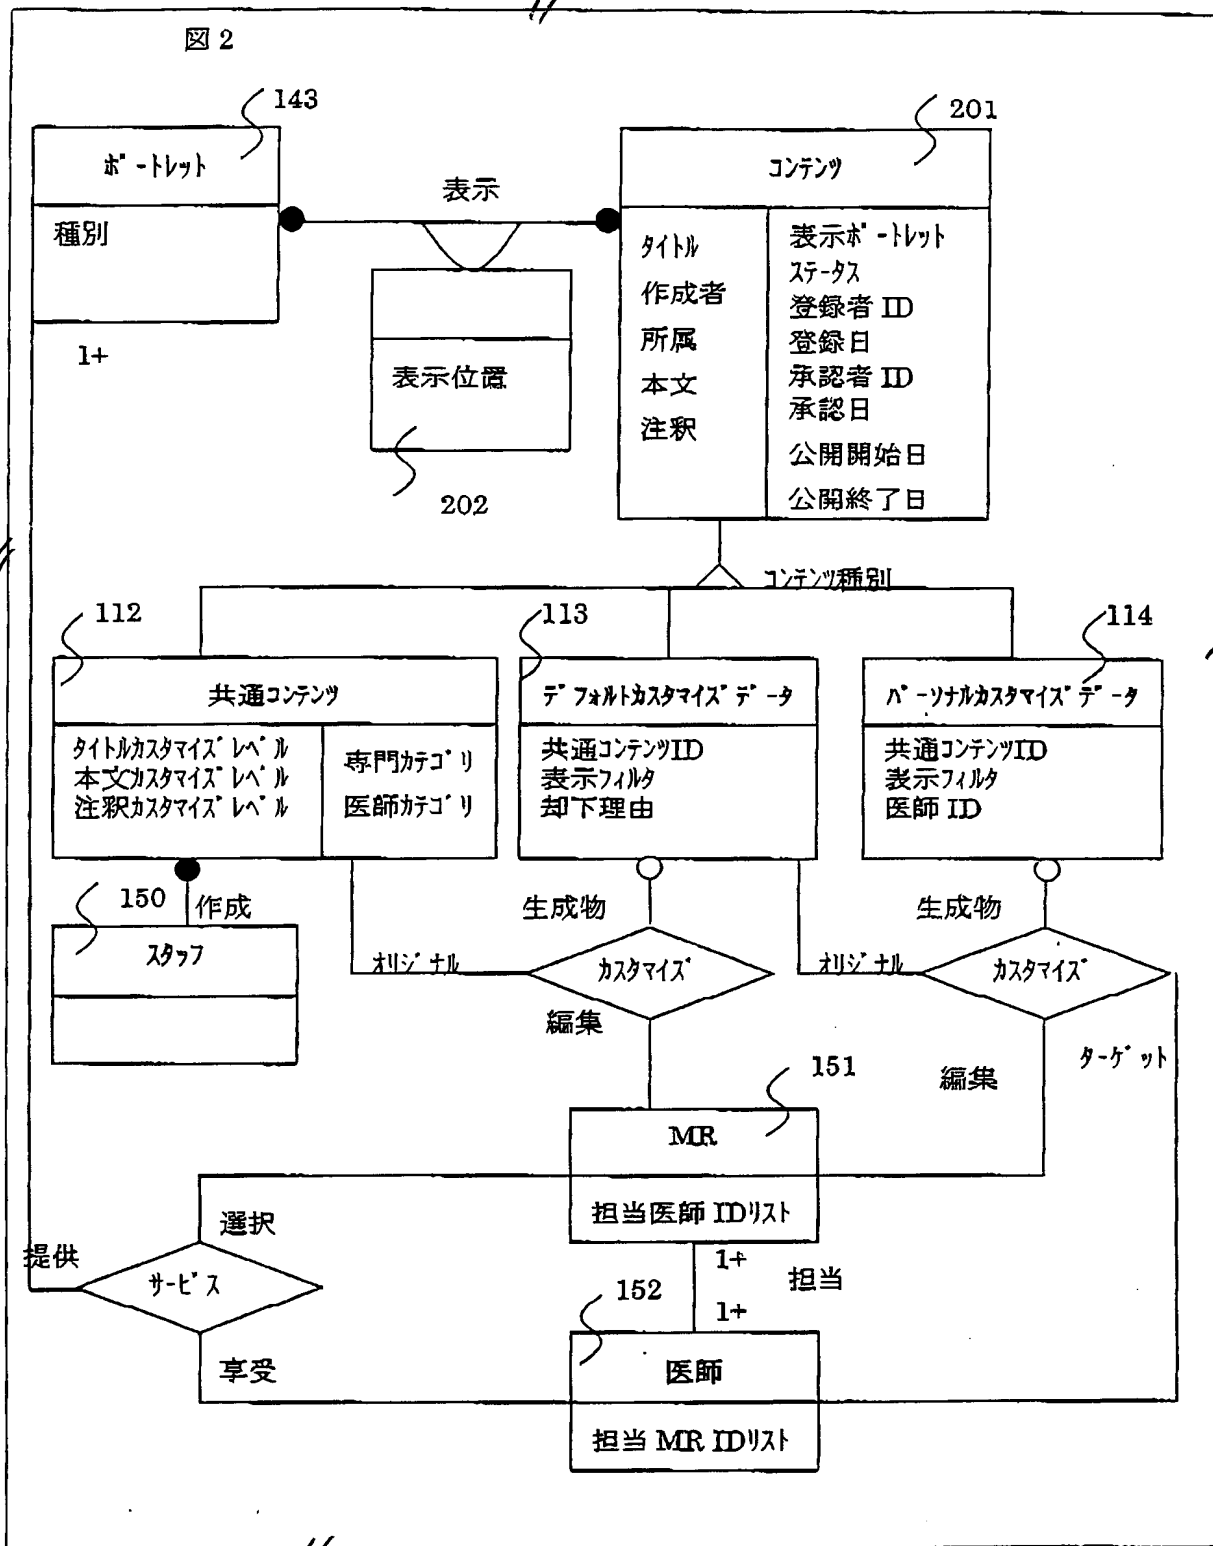 図2
143
201
ポートレット
コンテンツ
種別
表示
タイトル
作成者
所属
本文
注釈
表示ポートレット
ステータス
登録者ID
登録日
承認者ID
承認日
公開開始日
公開終了日
1+
表示位置
202
コンテンツ種別
112
113
114
共通コンテンツ
デフォルトカスタマイズデータ
パーソナルカスタマイズデータ
タイトルカスタマイズレベル
本文カスタマイズレベル
注釈カスタマイズレベル
専門カテゴリ
医師カテゴリ
共通コンテンツID
表示フィルタ
却下理由
共通コンテンツID
表示フィルタ
医師ID
150
作成
生成物
生成物
スタッフ
オリジナル
カスタマイズ
オリジナル
カスタマイズ
編集
編集
ターゲット
151
MR
担当医師IDリスト
選択
提供
サービス
1+
担当
1+
152
享受
医師
担当MR IDリスト